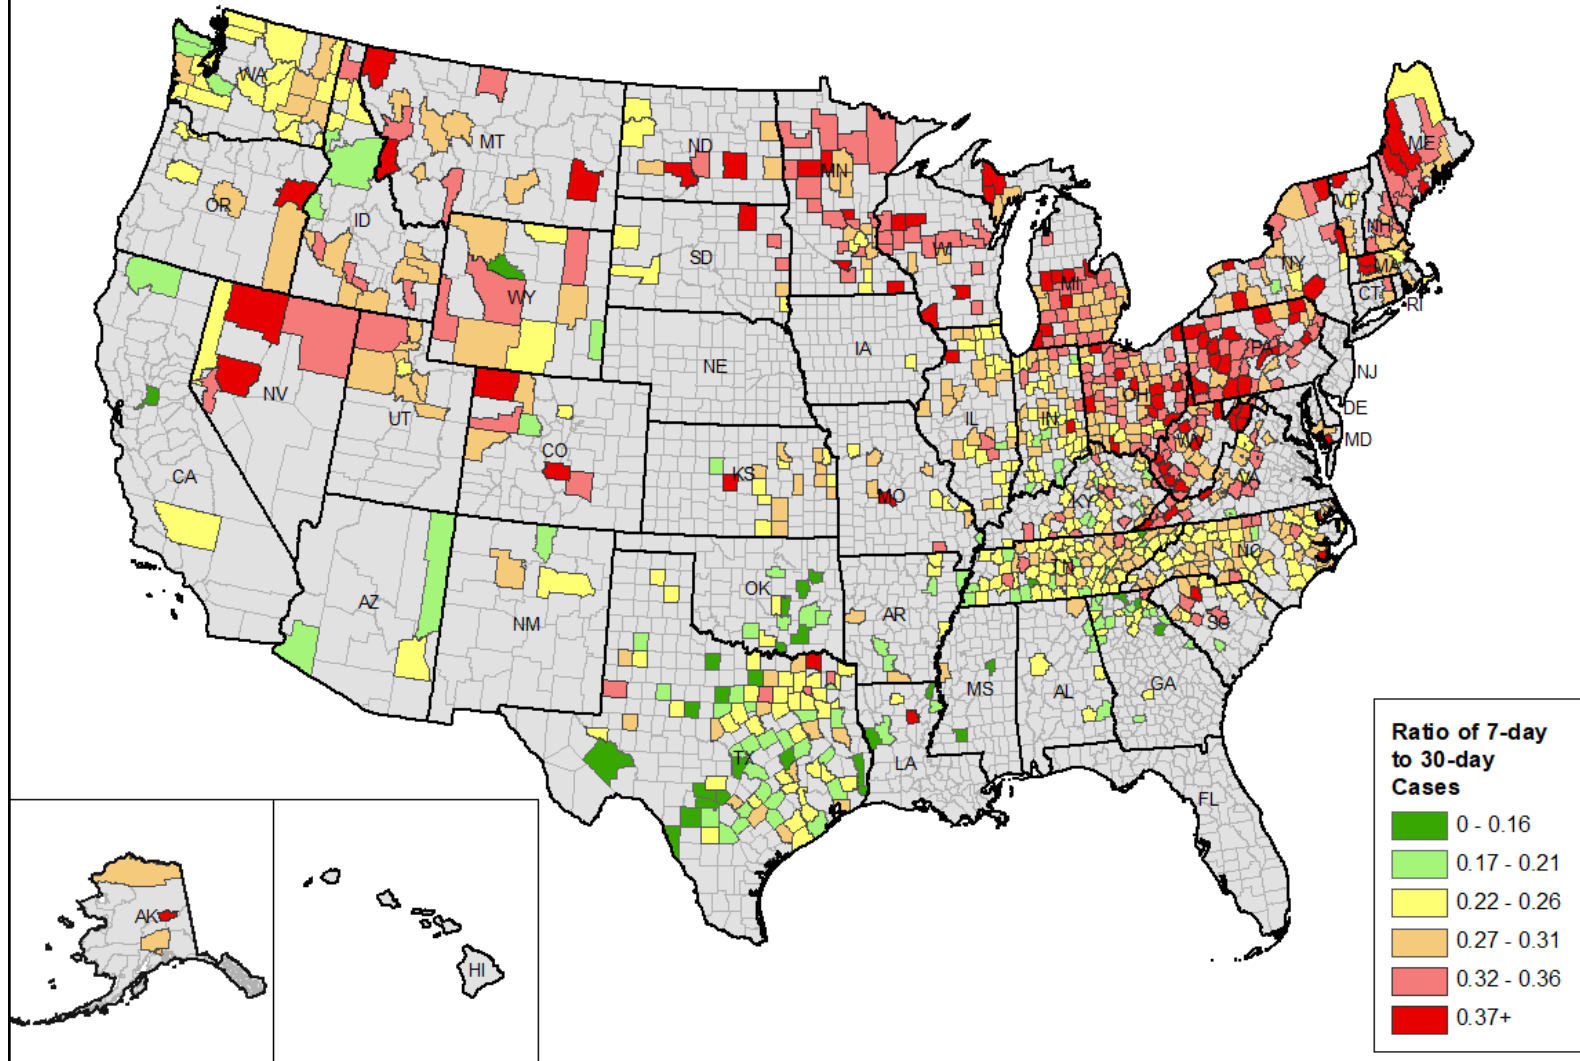 WA
MT
ND
MN
ME
OR
ID
WY
SD
WI
MI
NY
VT
NH
MA
CT
RI
NV
UT
CO
NE
IA
IL
IN
OH
PA
NJ
DE
MD
CA
KS
MO
KY
WV
VA
AZ
NM
OK
AR
TN
NC
SC
TX
LA
MS
AL
GA
FL
AK
HI
Ratio of 7-day
to 30-day
Cases
0 - 0.16
0.17 - 0.21
0.22 - 0.26
0.27 - 0.31
0.32 - 0.36
0.37+